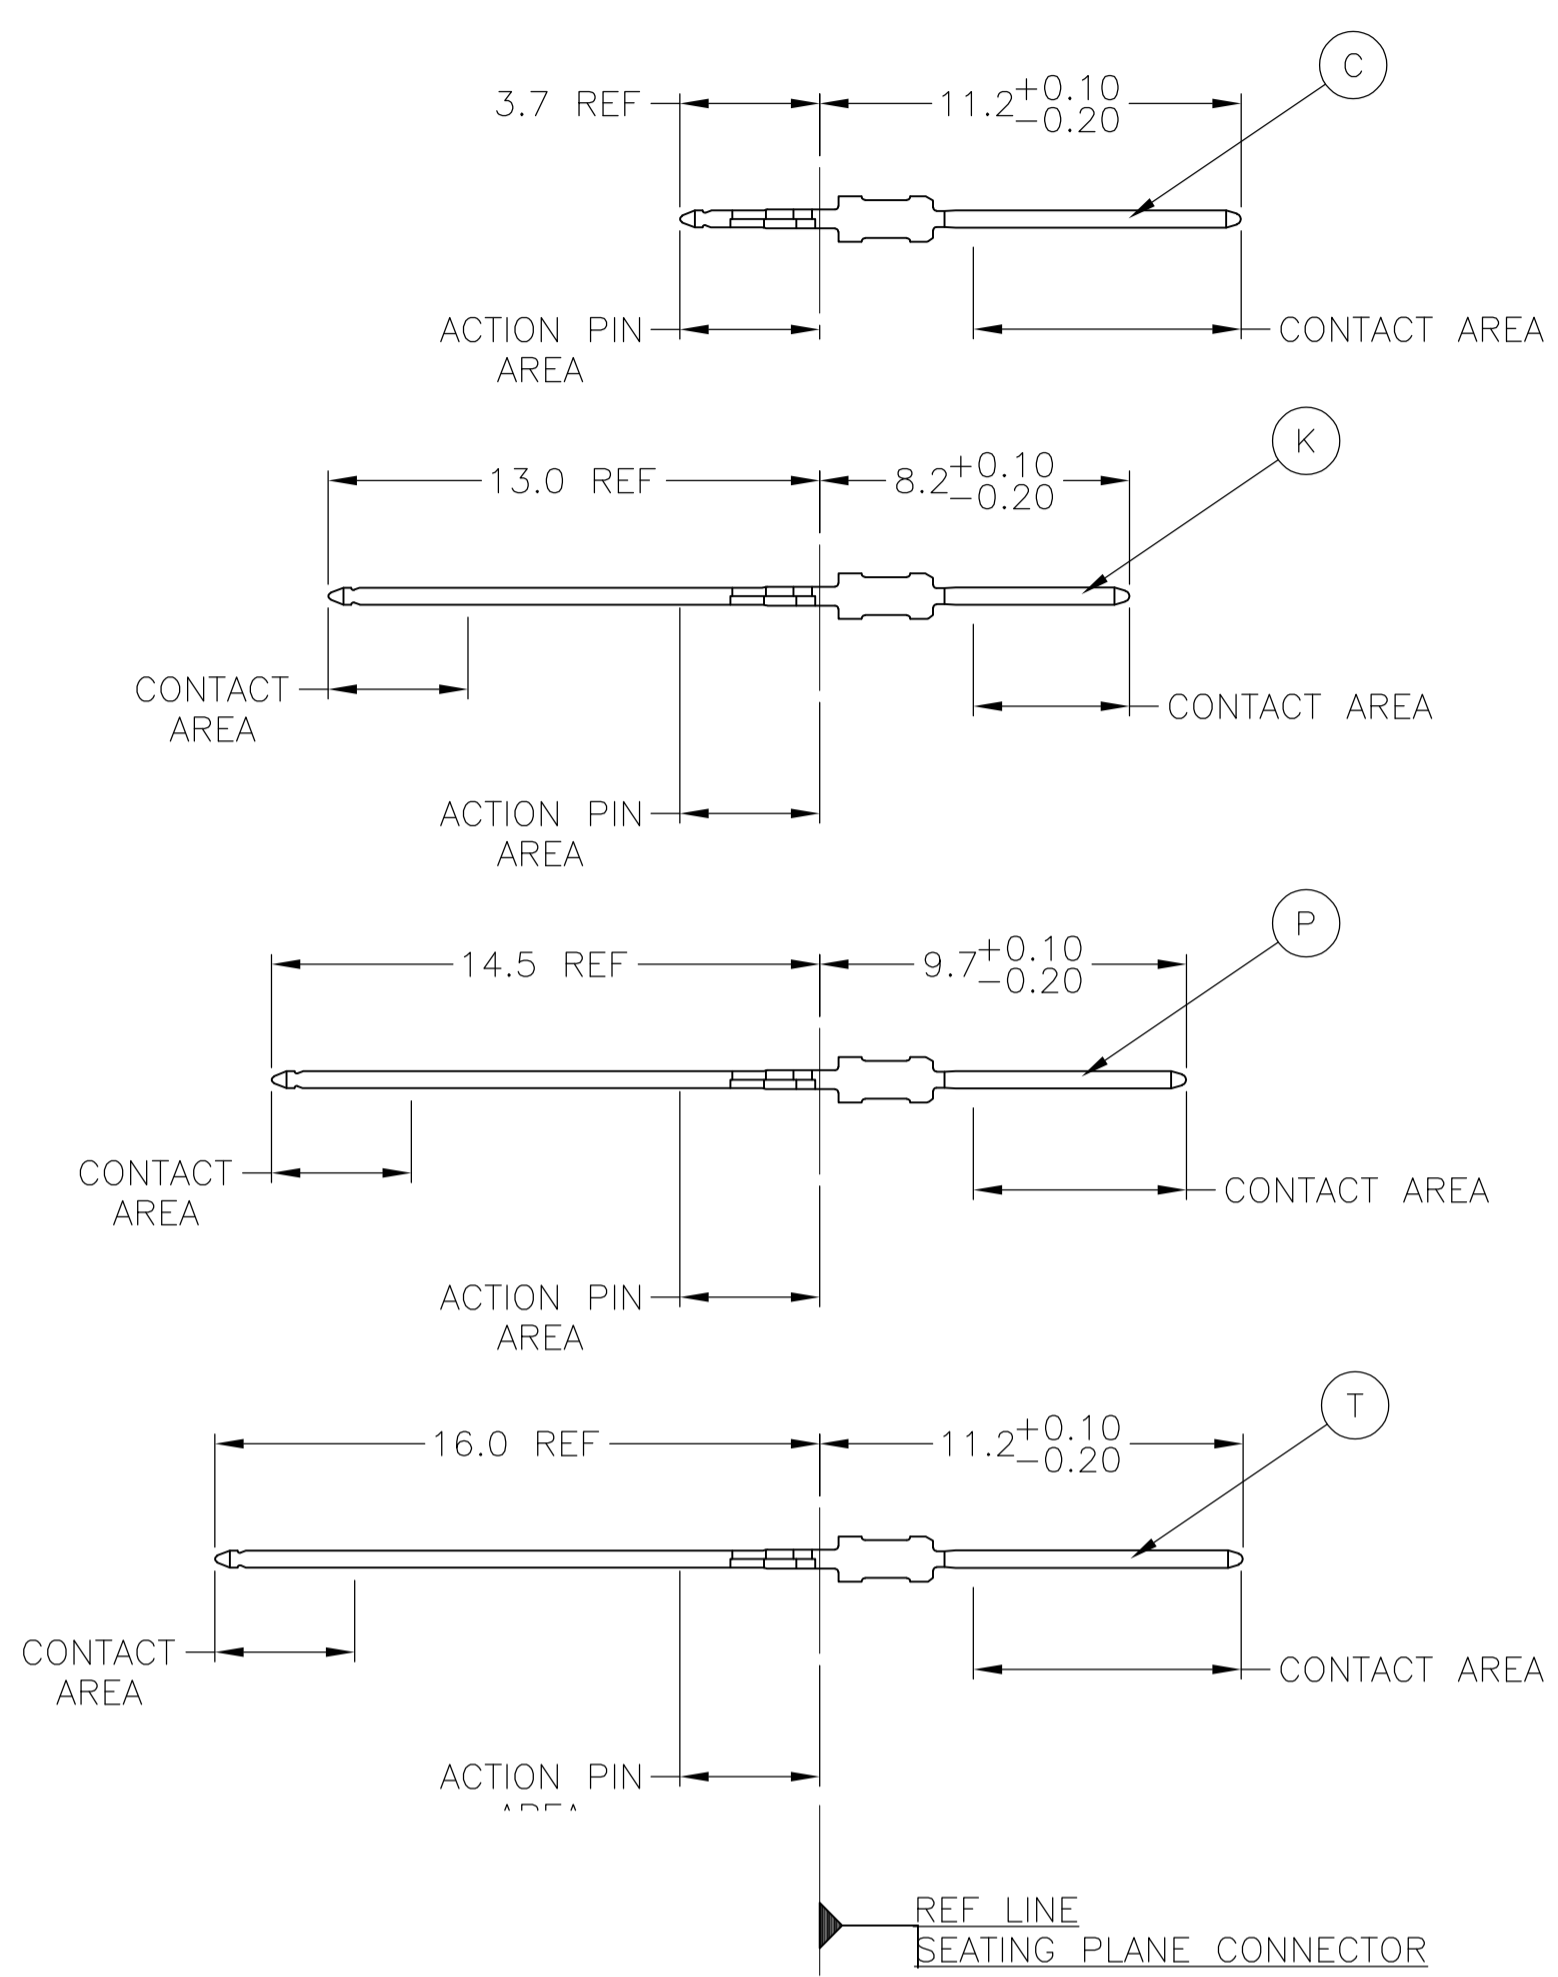 C
3.7 REF
11.2 +0.10 -0.20
ACTION PIN
AREA
CONTACT AREA
K
13.0 REF
8.2 +0.10 -0.20
CONTACT
AREA
CONTACT AREA
ACTION PIN
AREA
P
14.5 REF
9.7 +0.10 -0.20
CONTACT
AREA
CONTACT AREA
ACTION PIN
AREA
T
16.0 REF
11.2 +0.10 -0.20
CONTACT
AREA
CONTACT AREA
ACTION PIN
AREA
REF LINE
SEATING PLANE CONNECTOR